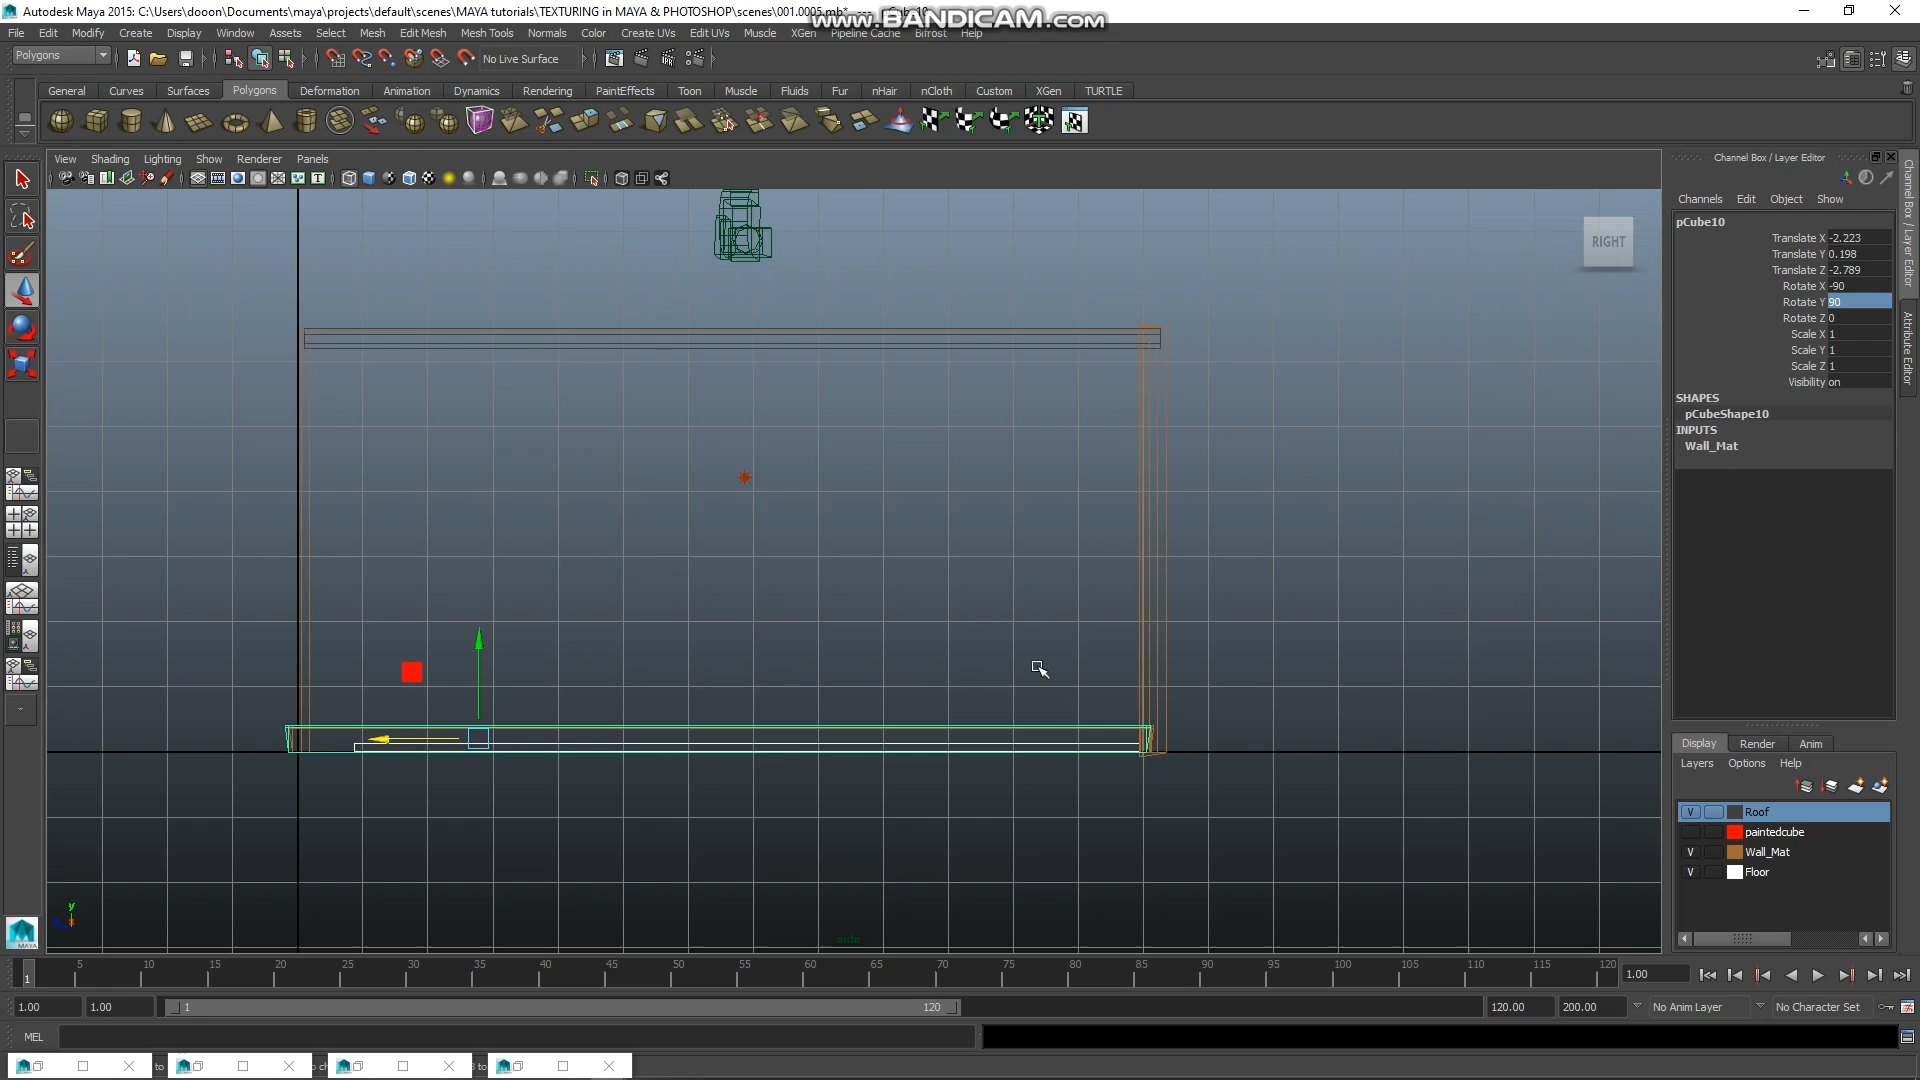 Autodesk Maya 2015: C:\Users\dooon\Documents\maya\projects\default\scenes\MAYA tutorials\TEXTURING in MAYA & PHOTOSHOP\scenes\001.0005.mb*
www.BANDICAM.com
File Edit Modify Create Display Window Assets Select Mesh Edit Mesh Mesh Tools Normals Color Create UVs Edit UVs Muscle XGen Pipeline Cache Bifrost Help
Polygons
No Live Surface
General Curves Surfaces Polygons Deformation Animation Dynamics Rendering PaintEffects Toon Muscle Fluids Fur nHair nCloth Custom XGen TURTLE
View Shading Lighting Show Renderer Panels
RIGHT
side
y
Channel Box / Layer Editor
Channels Edit Object Show
pCube10
Translate X -2.223
Translate Y 0.198
Translate Z -2.789
Rotate X -90
Rotate Y 90
Rotate Z 0
Scale X 1
Scale Y 1
Scale Z 1
Visibility on
SHAPES
pCubeShape10
INPUTS
Wall_Mat
Channel Box / Layer Editor
Attribute Editor
Display Render Anim
Layers Options Help
V Roof
paintedcube
V Wall_Mat
V Floor
1 5 10 15 20 25 30 35 40 45 50 55 60 65 70 75 80 85 90 95 100 105 110 115 120
1.00
1.00 1.00 1 120 120.00 200.00 No Anim Layer No Character Set
MEL
MAYA